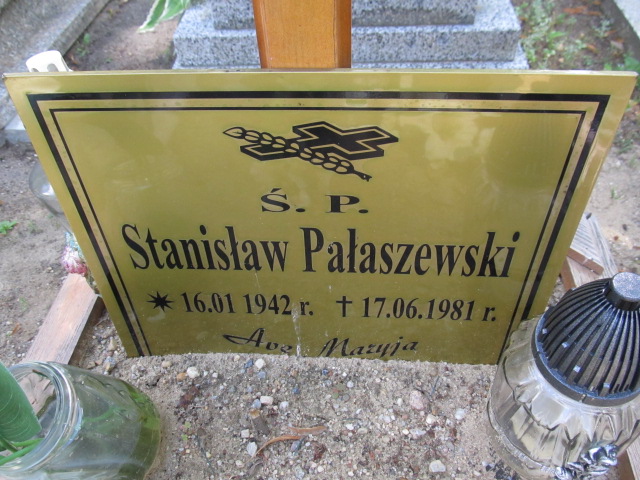 Ś. P.
Stanisław Pałaszewski
16.01 1942 r. † 17.06.1981 r.
Ave Maryja